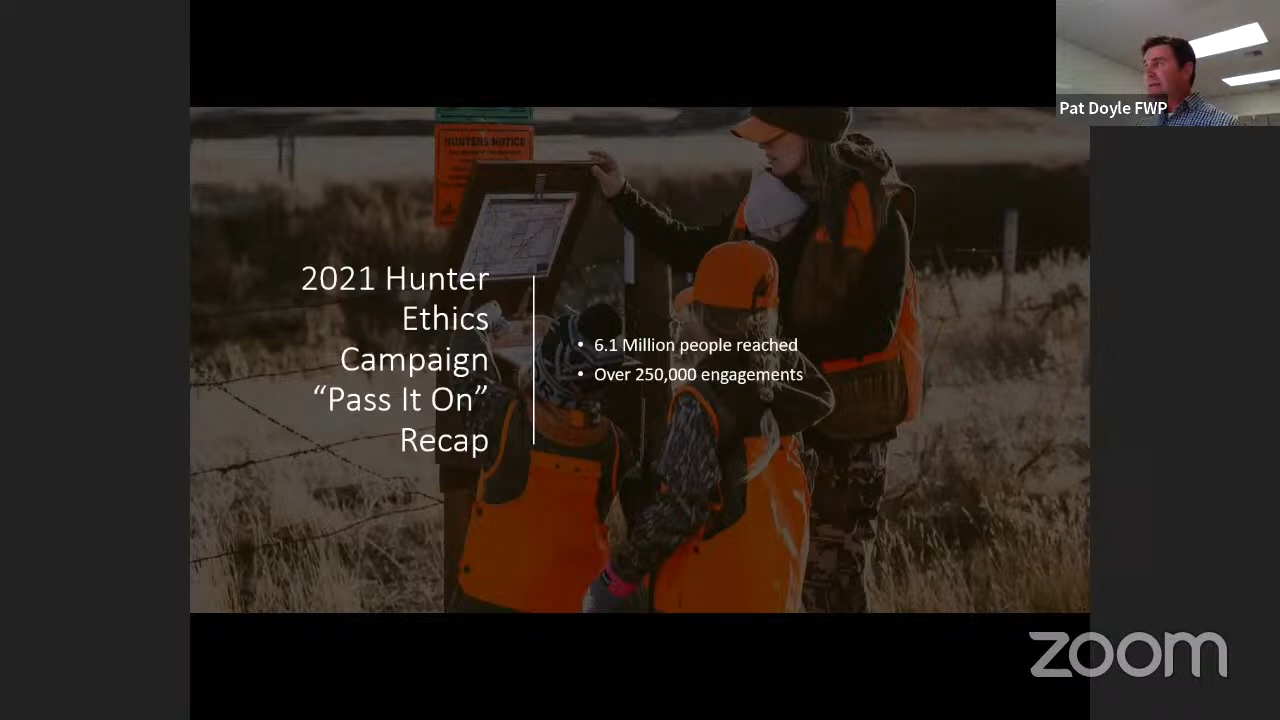 Pat Doyle FWP
HUNTERS NOTICE
2021 Hunter
Ethics
Campaign
“Pass It On”
Recap
• 6.1 Million people reached
• Over 250,000 engagements
zoom